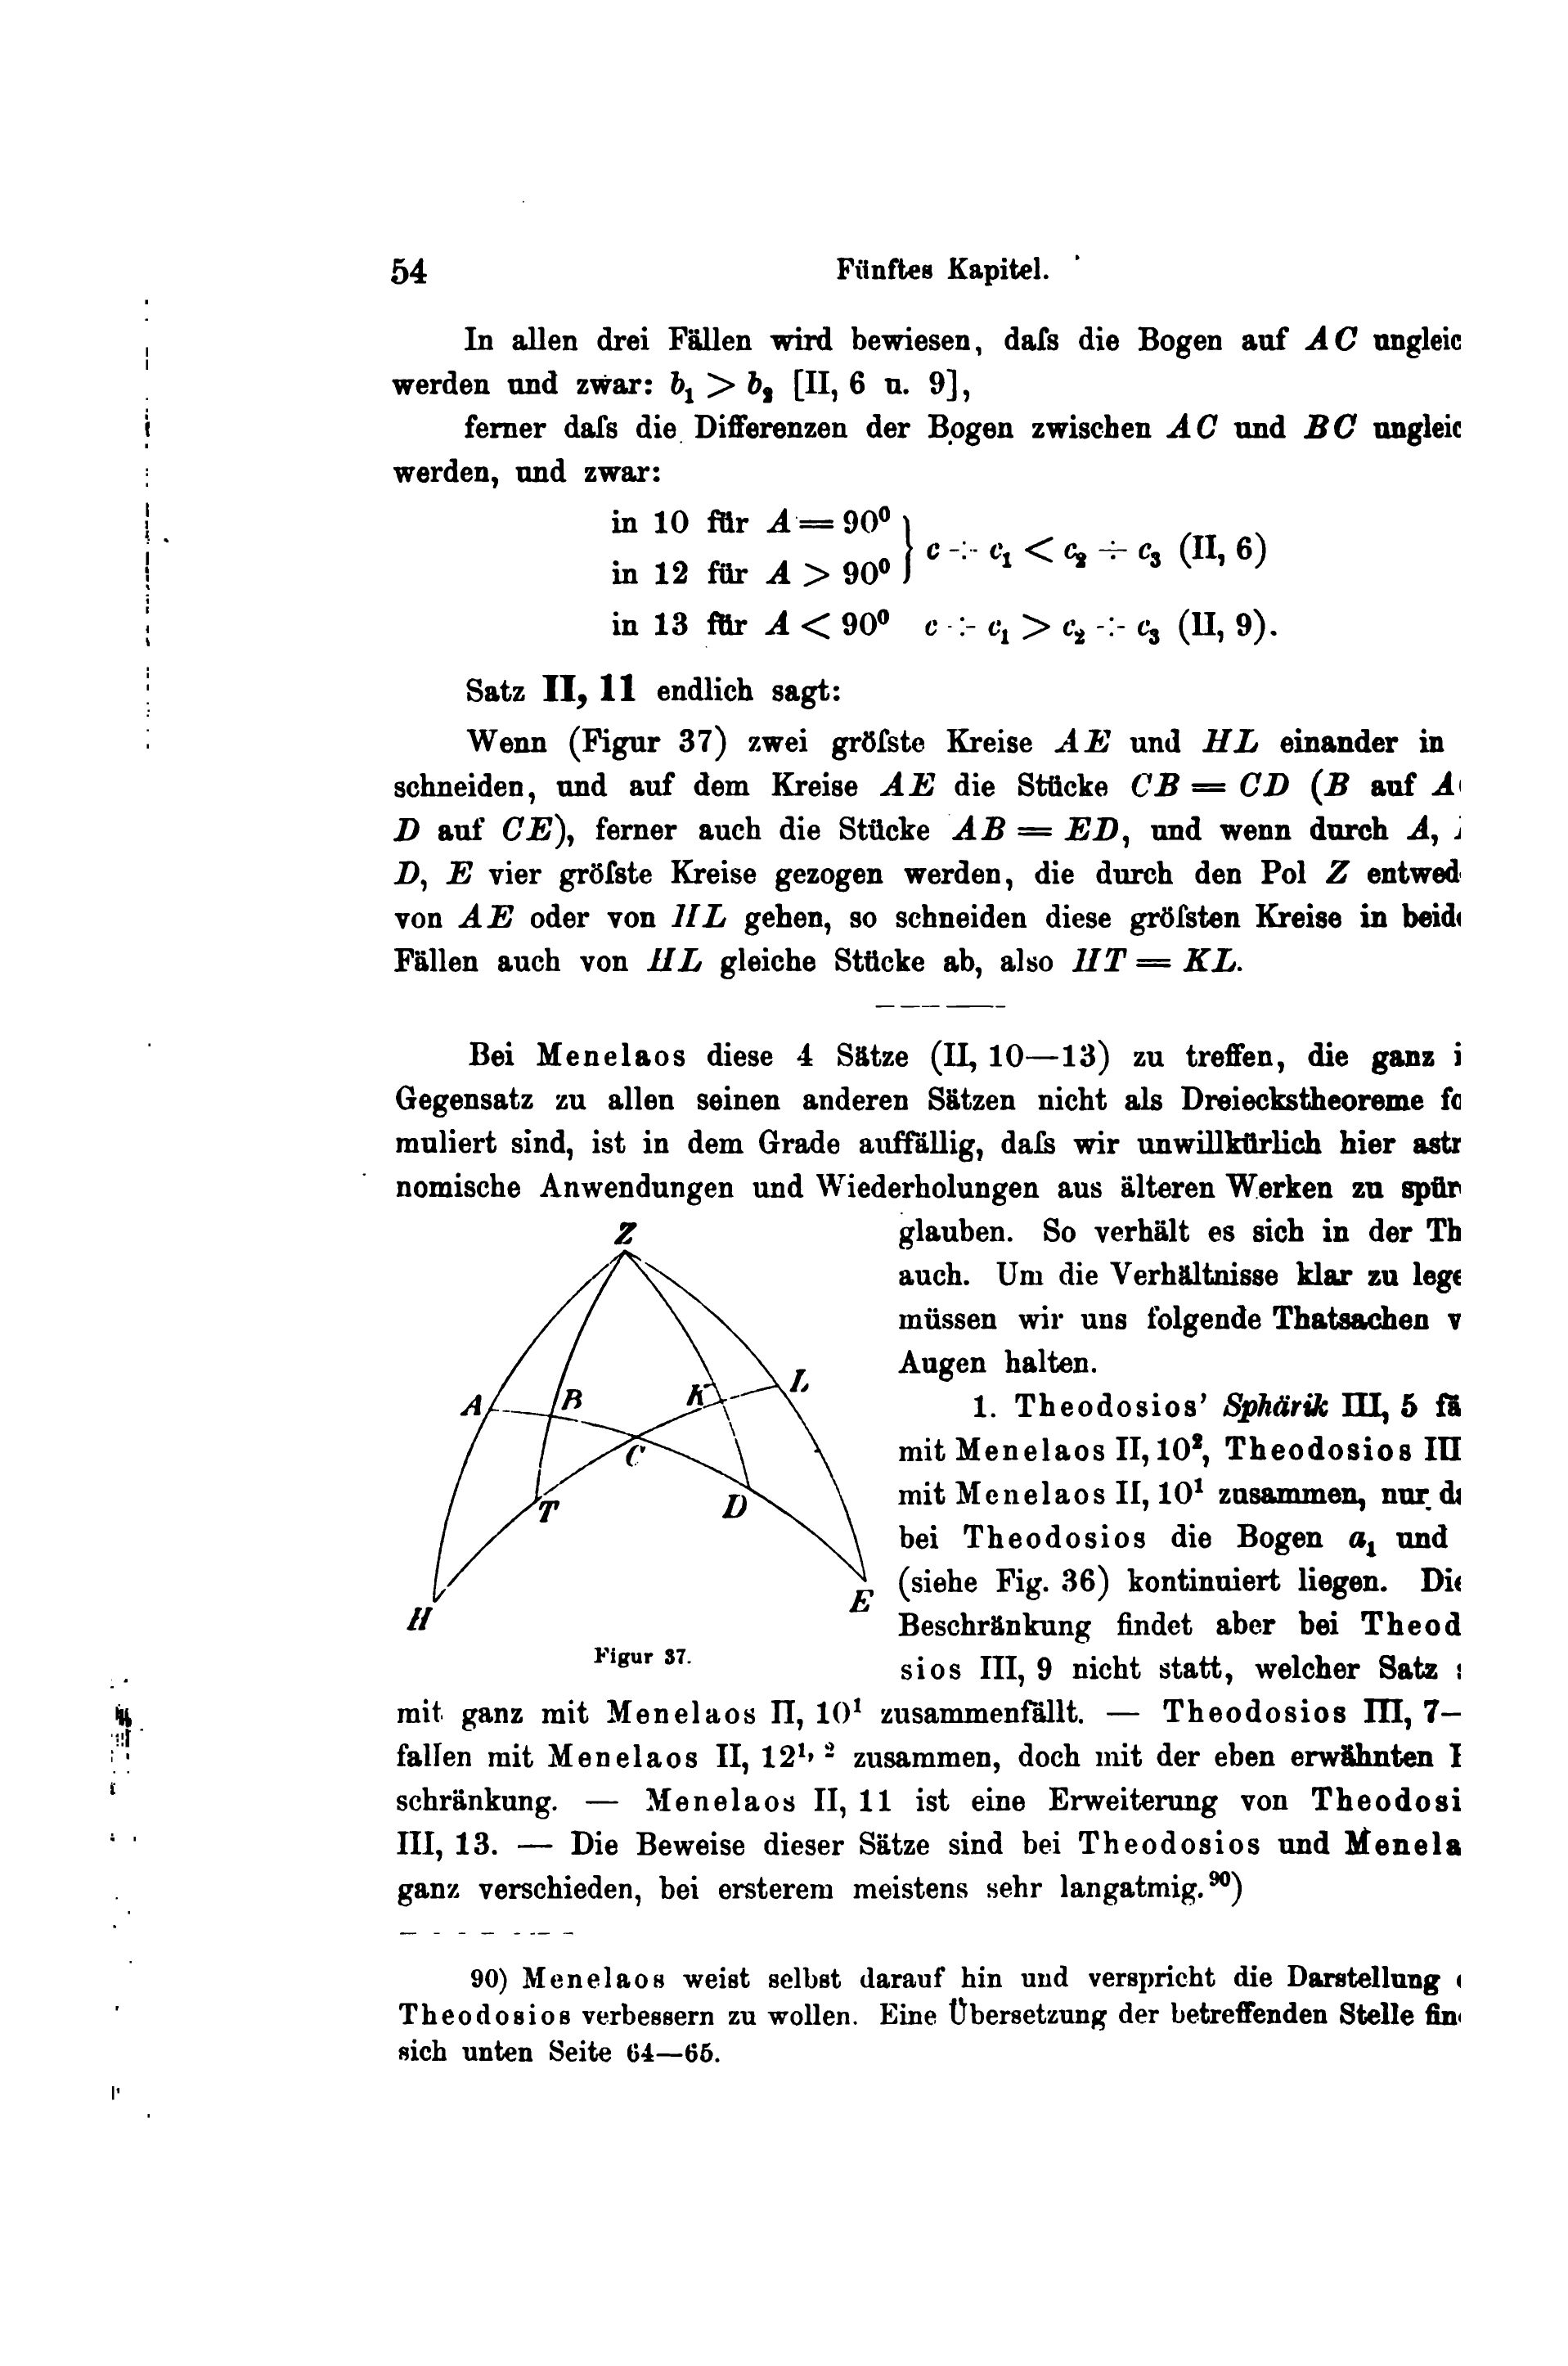 54
Fünftes Kapitel.
In allen drei Fällen wird bewiesen, daſs die Bogen auf AC ungleic
werden und zwar: b₁ > b₂ [II, 6 u. 9],
ferner daſs die Differenzen der Bogen zwischen AC und BC ungleic
werden, und zwar:
in 10 für A = 90⁰
in 12 für A > 90⁰ } c ÷ c₁ < c₂ ÷ c₃ (II, 6)
in 13 für A < 90⁰ c ÷ c₁ > c₂ ÷ c₃ (II, 9).
Satz II, 11 endlich sagt:
Wenn (Figur 37) zwei gröſste Kreise AE und HL einander in
schneiden, und auf dem Kreise AE die Stücke CB = CD (B auf A
D auf CE), ferner auch die Stücke AB = ED, und wenn durch A,
D, E vier gröſste Kreise gezogen werden, die durch den Pol Z entwed
von AE oder von HL gehen, so schneiden diese gröſsten Kreise in beid
Fällen auch von HL gleiche Stücke ab, also HT = KL.
Bei Menelaos diese 4 Sätze (II, 10—13) zu treffen, die ganz i
Gegensatz zu allen seinen anderen Sätzen nicht als Dreieckstheoreme fo
muliert sind, ist in dem Grade auffällig, daſs wir unwillkürlich hier astr
nomische Anwendungen und Wiederholungen aus älteren Werken zu spür
glauben. So verhält es sich in der Th
auch. Um die Verhältnisse klar zu lege
müssen wir uns folgende Thatsachen v
Augen halten.
1. Theodosios' Sphärik III, 5 fä
mit Menelaos II, 10², Theodosios III
mit Menelaos II, 10¹ zusammen, nur da
bei Theodosios die Bogen a₁ und
(siehe Fig. 36) kontinuiert liegen. Die
Beschränkung findet aber bei Theod
sios III, 9 nicht statt, welcher Satz
Z
A
B
K
L
C
T
D
H
E
Figur 37.
mit ganz mit Menelaos II, 10¹ zusammenfällt. — Theodosios III, 7—
fallen mit Menelaos II, 12¹, ² zusammen, doch mit der eben erwähnten
schränkung. — Menelaos II, 11 ist eine Erweiterung von Theodosi
III, 13. — Die Beweise dieser Sätze sind bei Theodosios und Menela
ganz verschieden, bei ersterem meistens sehr langatmig.⁹⁰)
90) Menelaos weist selbst darauf hin und verspricht die Darstellung
Theodosios verbessern zu wollen. Eine Übersetzung der betreffenden Stelle fin
sich unten Seite 64—65.